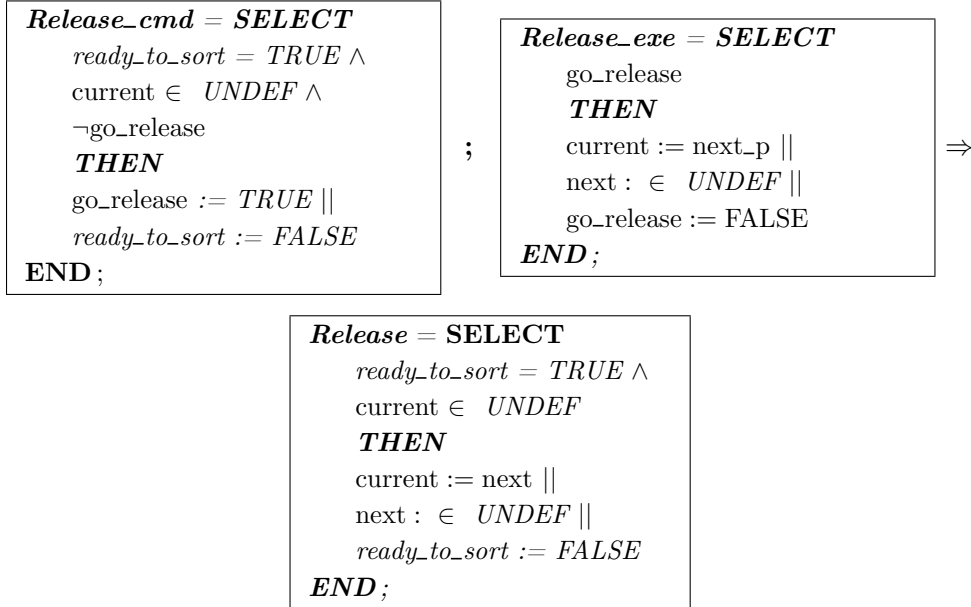 Release_cmd = SELECT
ready_to_sort = TRUE ∧
current ∈ UNDEF ∧
¬go_release
THEN
go_release := TRUE ||
ready_to_sort := FALSE
END ;
;
Release_exe = SELECT
go_release
THEN
current := next_p ||
next : ∈ UNDEF ||
go_release := FALSE
END ;
⇒
Release = SELECT
ready_to_sort = TRUE ∧
current ∈ UNDEF
THEN
current := next ||
next : ∈ UNDEF ||
ready_to_sort := FALSE
END ;